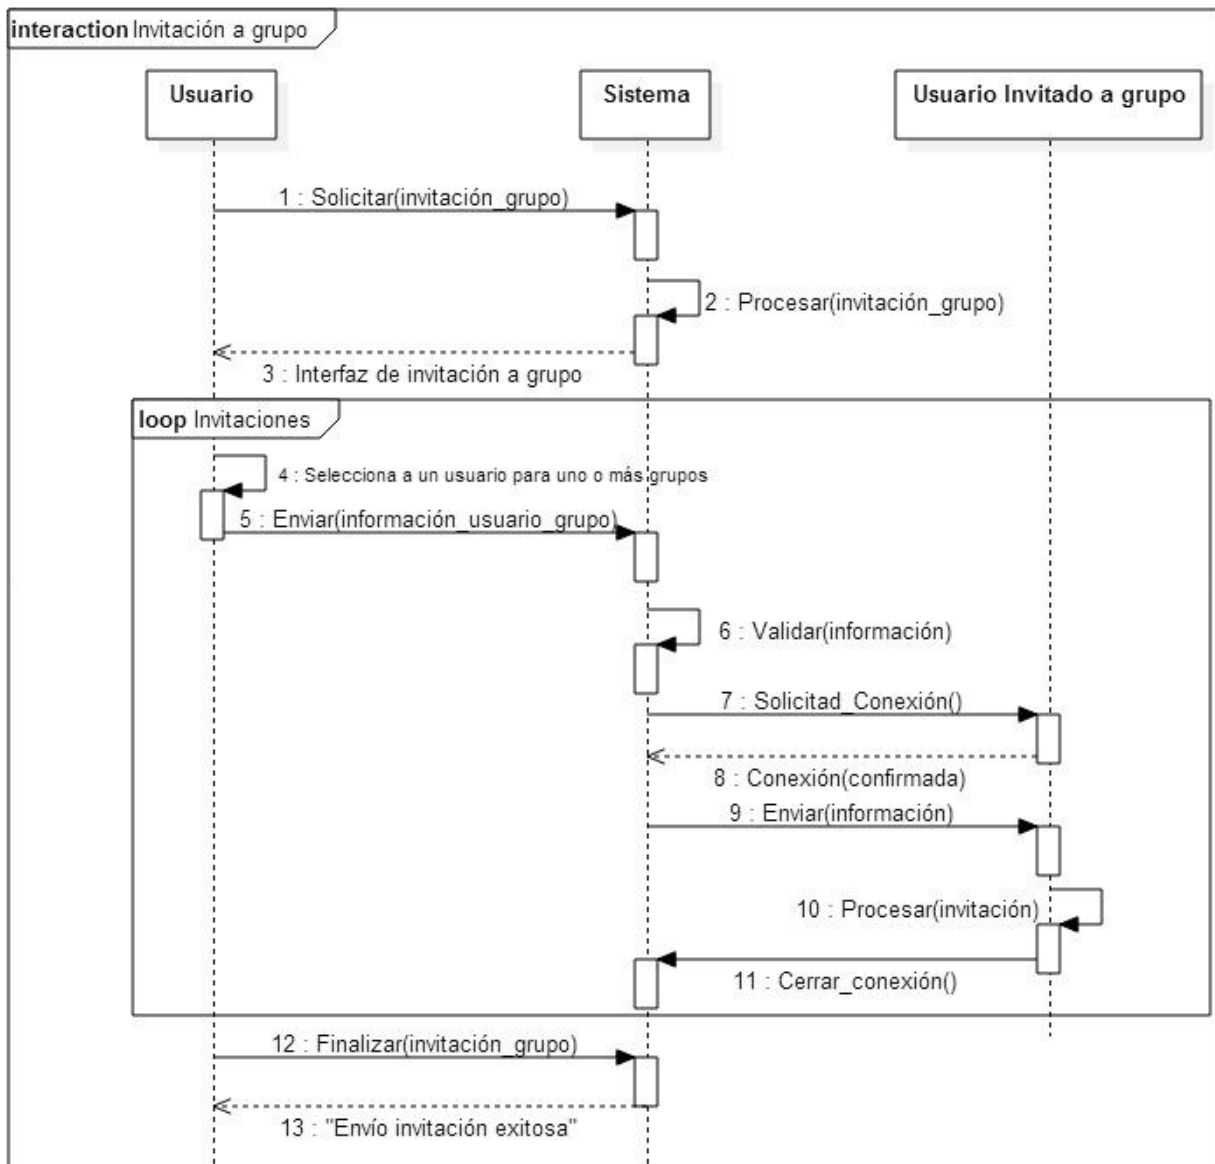 interaction Invitación a grupo
Usuario
Sistema
Usuario Invitado a grupo
1 : Solicitar(invitación_grupo)
2 : Procesar(invitación_grupo)
3 : Interfaz de invitación a grupo
loop Invitaciones
4 : Selecciona a un usuario para uno o más grupos
5 : Enviar(información_usuario_grupo)
6 : Validar(información)
7 : Solicitad_Conexión()
8 : Conexión(confirmada)
9 : Enviar(información)
10 : Procesar(invitación)
11 : Cerrar_conexión()
12 : Finalizar(invitación_grupo)
13 : "Envío invitación exitosa"